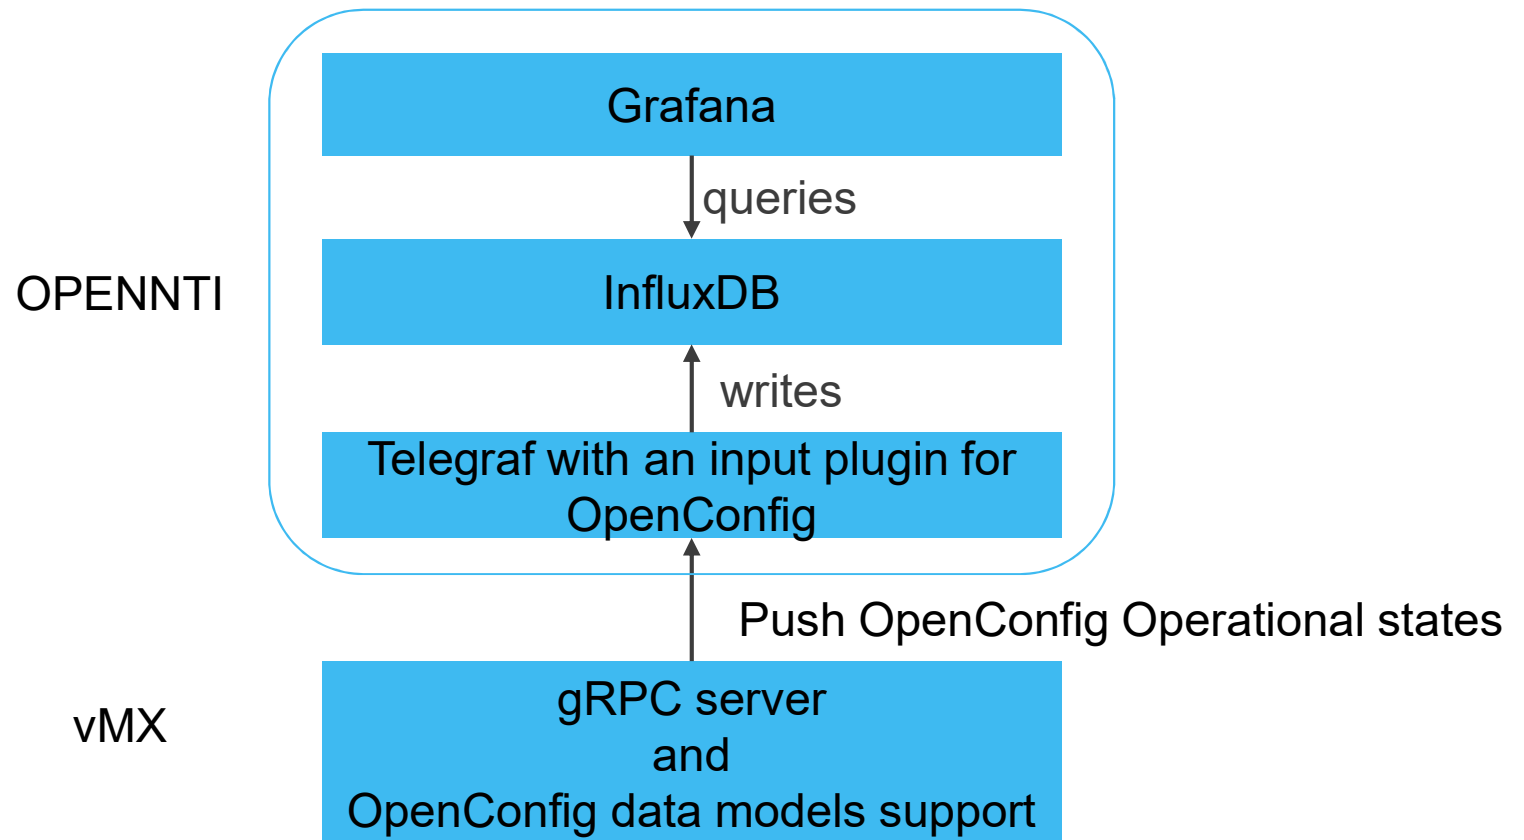 Grafana
queries
OPENNTI
InfluxDB
writes
Telegraf with an input plugin for
OpenConfig
Push OpenConfig Operational states
vMX
gRPC server
and
OpenConfig data models support